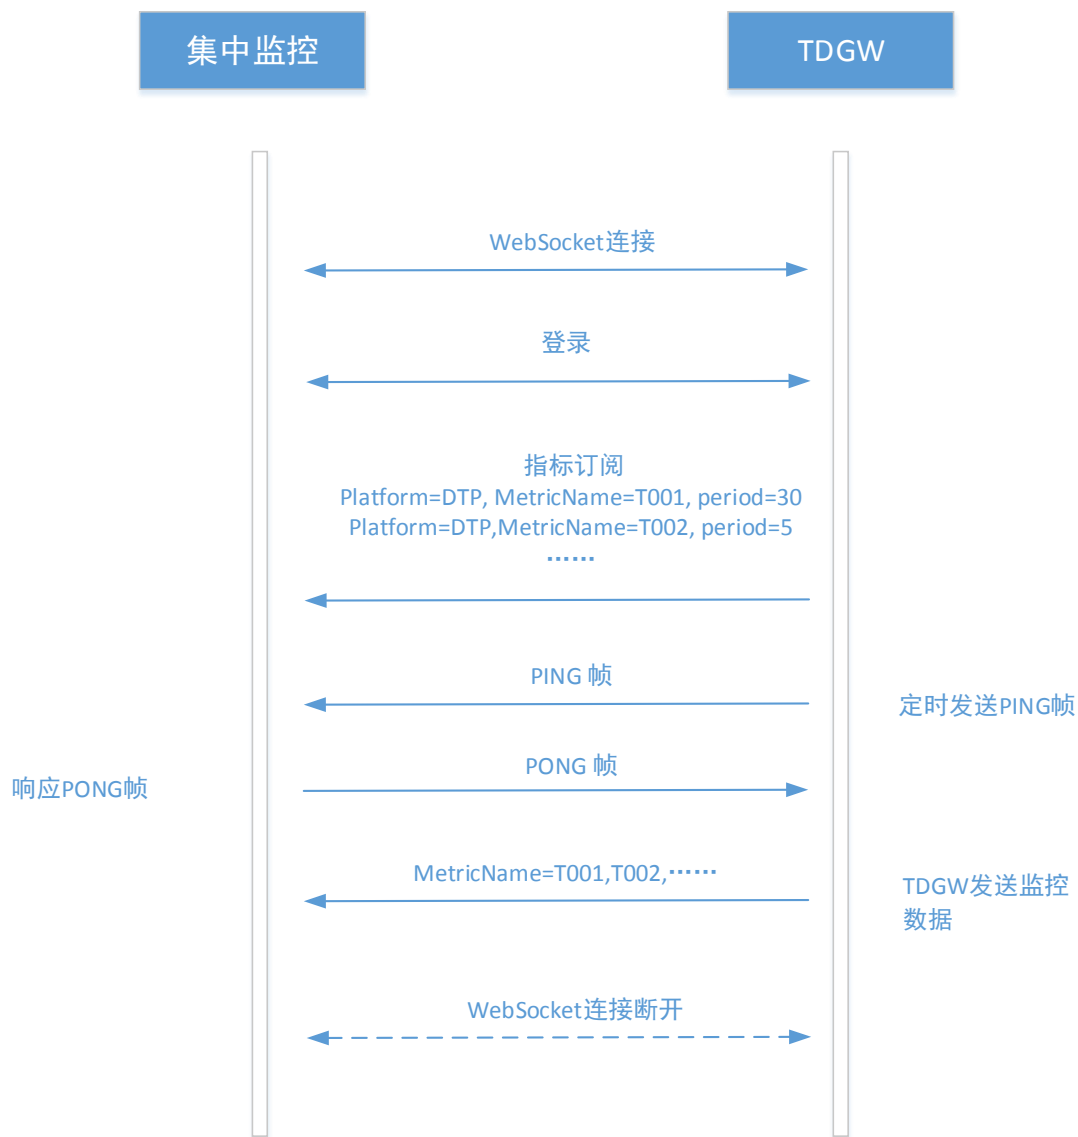 集中监控
TDGW
WebSocket连接
登录
指标订阅
Platform=DTP, MetricName=T001, period=30
Platform=DTP,MetricName=T002, period=5
……
PING 帧
定时发送PING帧
PONG 帧
响应PONG帧
MetricName=T001,T002,……
TDGW发送监控
数据
WebSocket连接断开